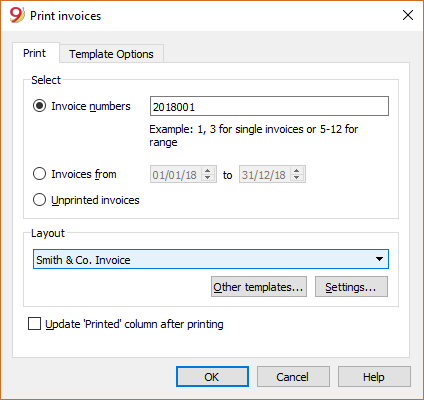 Print invoices
Print
Template Options
Select
Invoice numbers
2018001
Example: 1, 3 for single invoices or 5-12 for
range
Invoices from
01/01/18 to 31/12/18
Unprinted invoices
Layout
Smith & Co. Invoice
Other templates...
Settings...
Update 'Printed' column after printing
OK
Cancel
Help